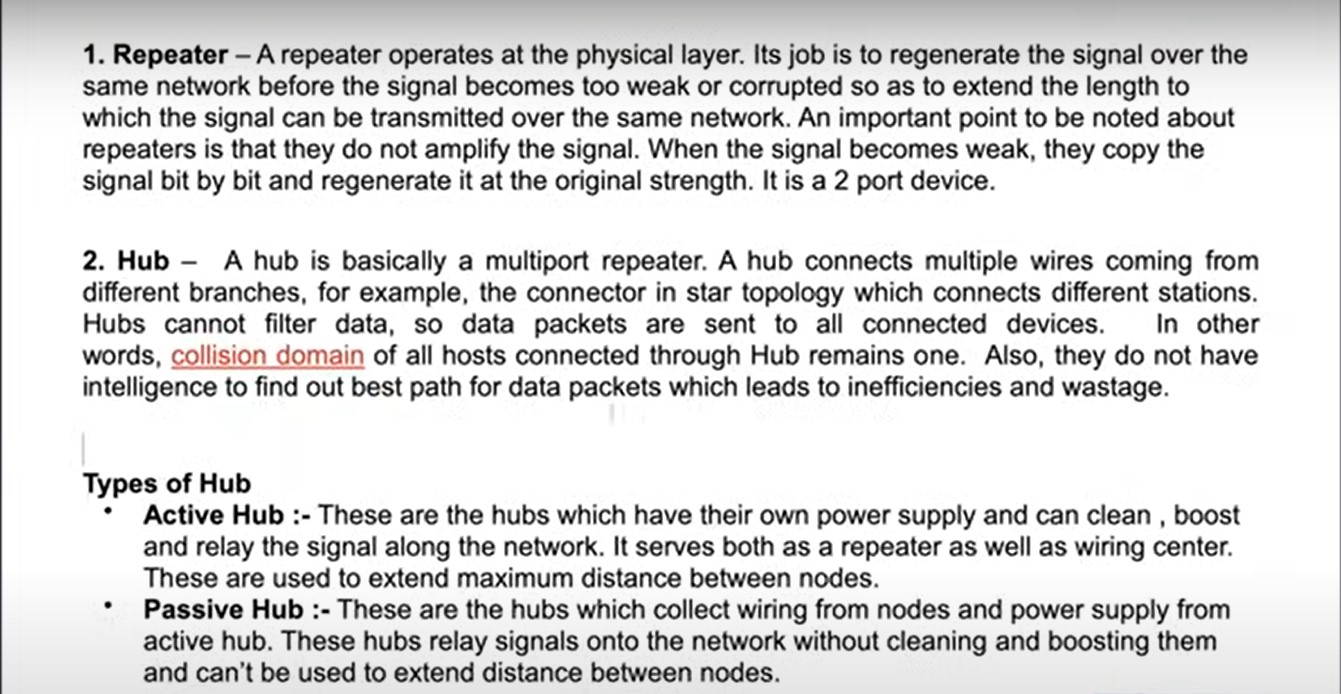 1. Repeater – A repeater operates at the physical layer. Its job is to regenerate the signal over the
same network before the signal becomes too weak or corrupted so as to extend the length to
which the signal can be transmitted over the same network. An important point to be noted about
repeaters is that they do not amplify the signal. When the signal becomes weak, they copy the
signal bit by bit and regenerate it at the original strength. It is a 2 port device.
2. Hub – A hub is basically a multiport repeater. A hub connects multiple wires coming from
different branches, for example, the connector in star topology which connects different stations.
Hubs cannot filter data, so data packets are sent to all connected devices. In other
words, collision domain of all hosts connected through Hub remains one. Also, they do not have
intelligence to find out best path for data packets which leads to inefficiencies and wastage.
Types of Hub
• Active Hub :- These are the hubs which have their own power supply and can clean , boost
and relay the signal along the network. It serves both as a repeater as well as wiring center.
These are used to extend maximum distance between nodes.
• Passive Hub :- These are the hubs which collect wiring from nodes and power supply from
active hub. These hubs relay signals onto the network without cleaning and boosting them
and can't be used to extend distance between nodes.